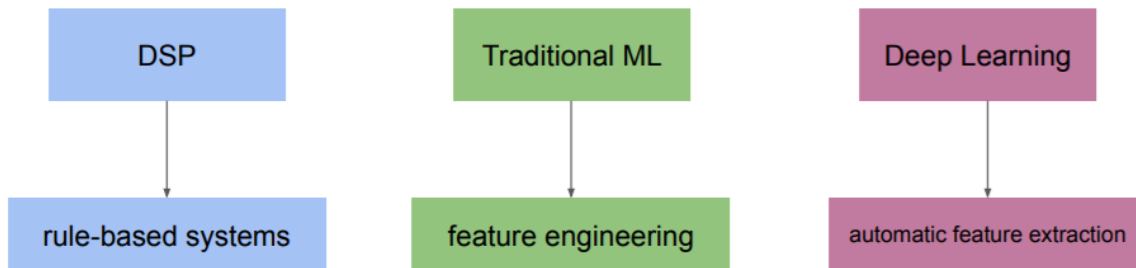 DSP
Traditional ML
Deep Learning
rule-based systems
feature engineering
automatic feature extraction